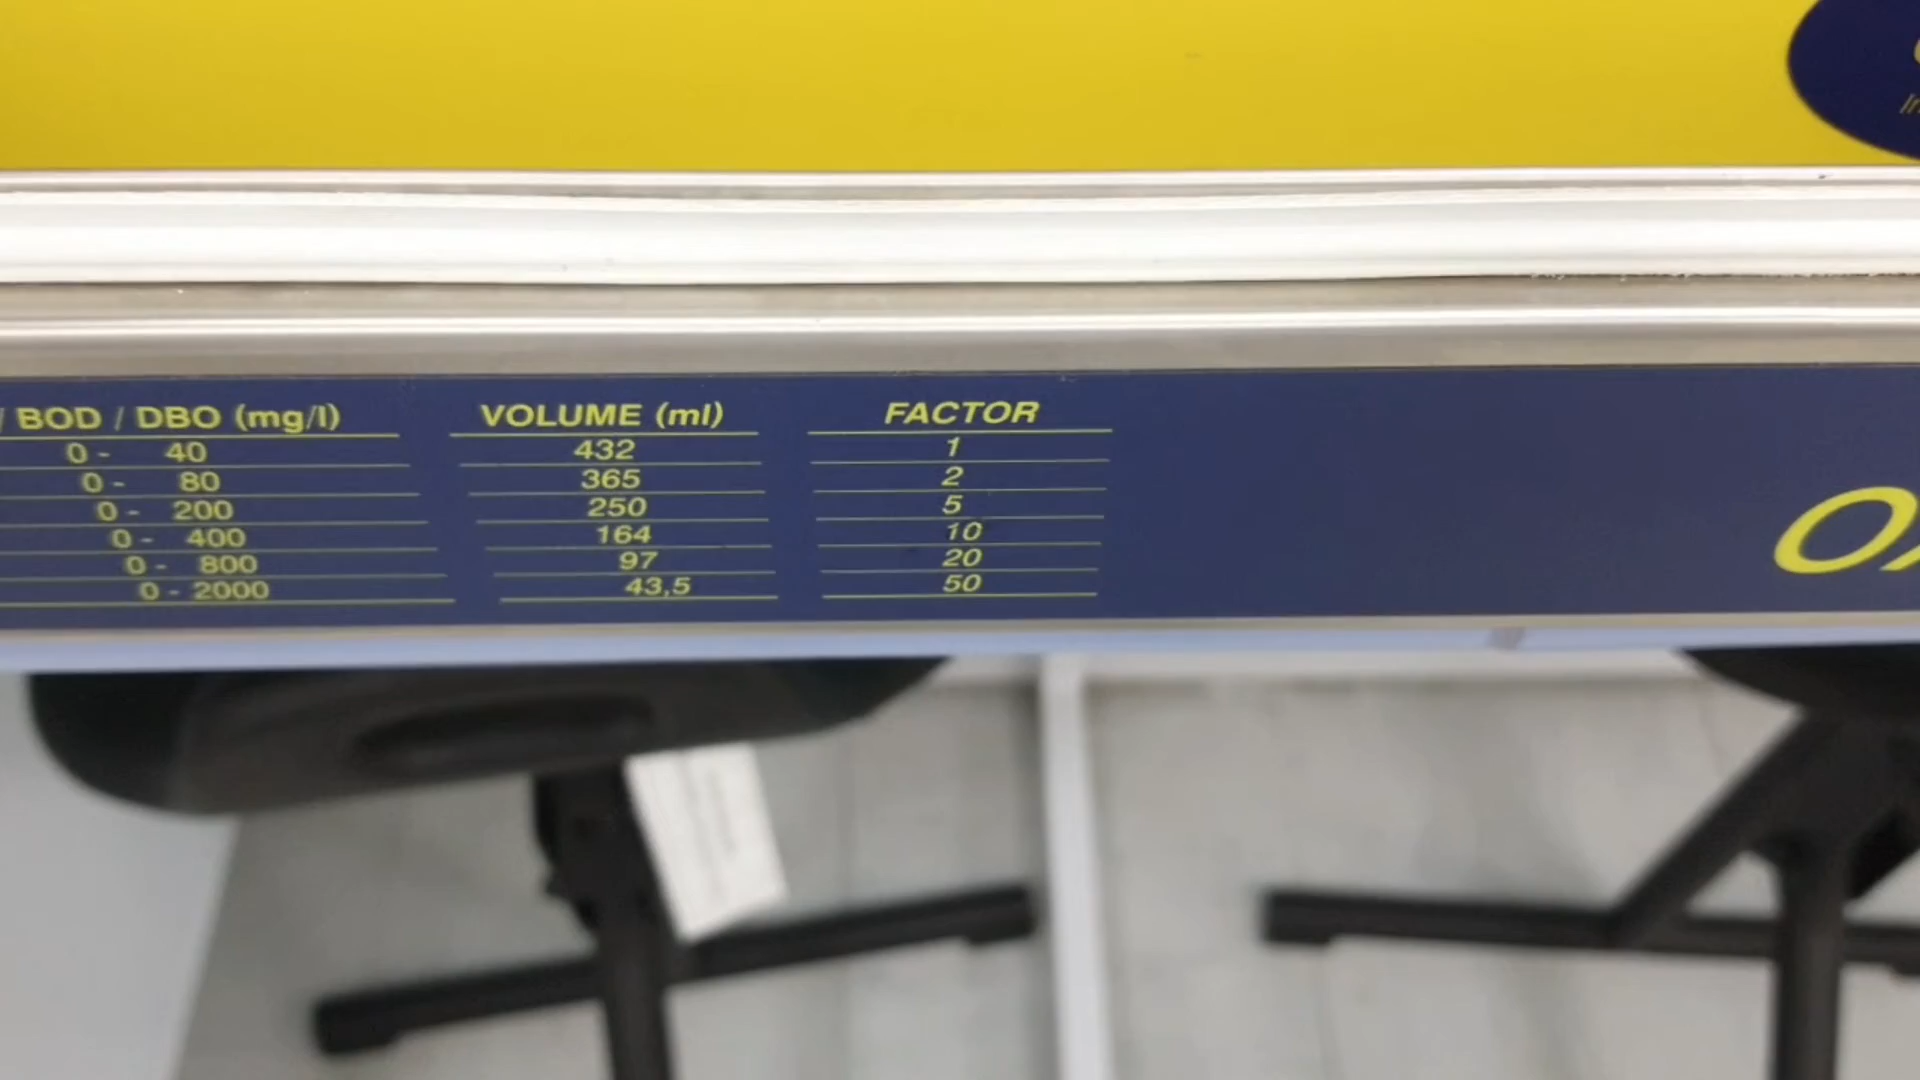 / BOD / DBO (mg/l) VOLUME (ml) FACTOR
0 - 40 432 1
0 - 80 365 2
0 - 200 250 5
0 - 400 164 10
0 - 800 97 20
0 - 2000 43,5 50